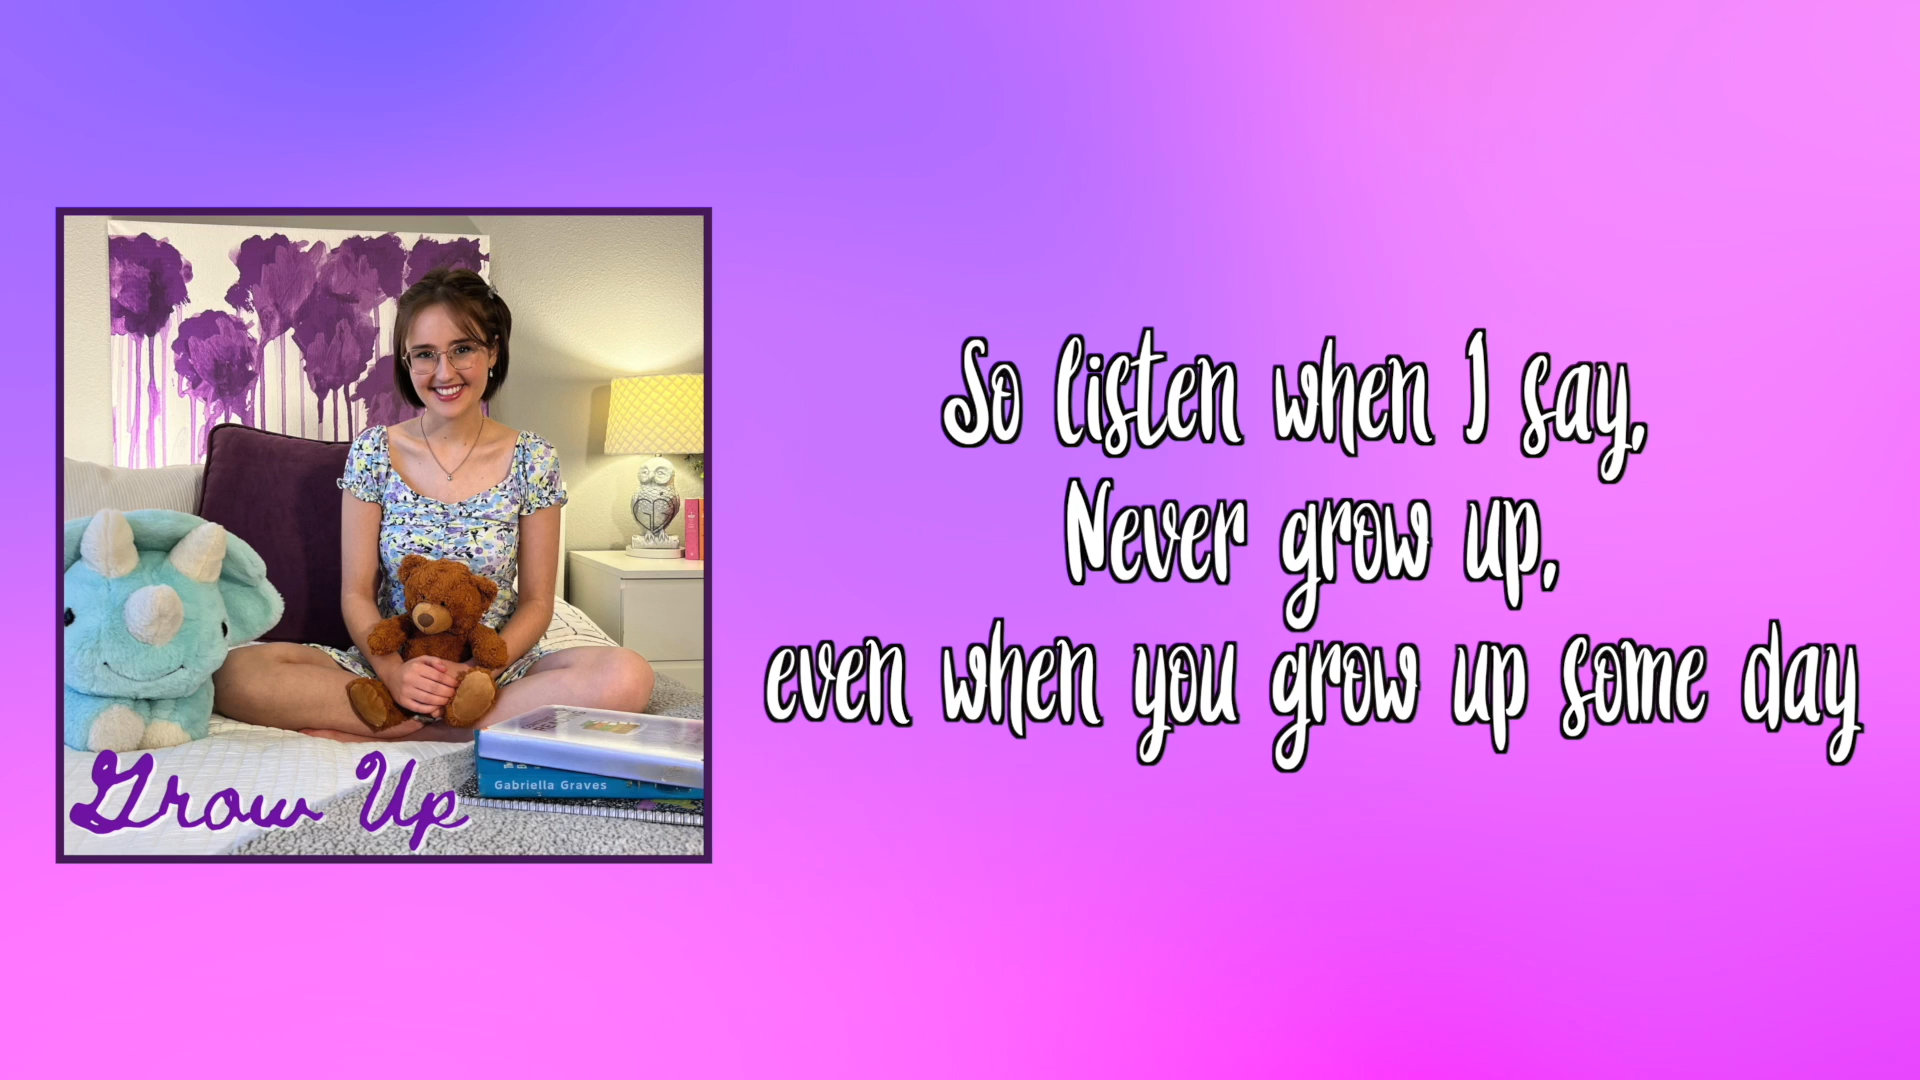 Grow Up
Gabriella Graves
So listen when I say,
Never grow up,
even when you grow up some day